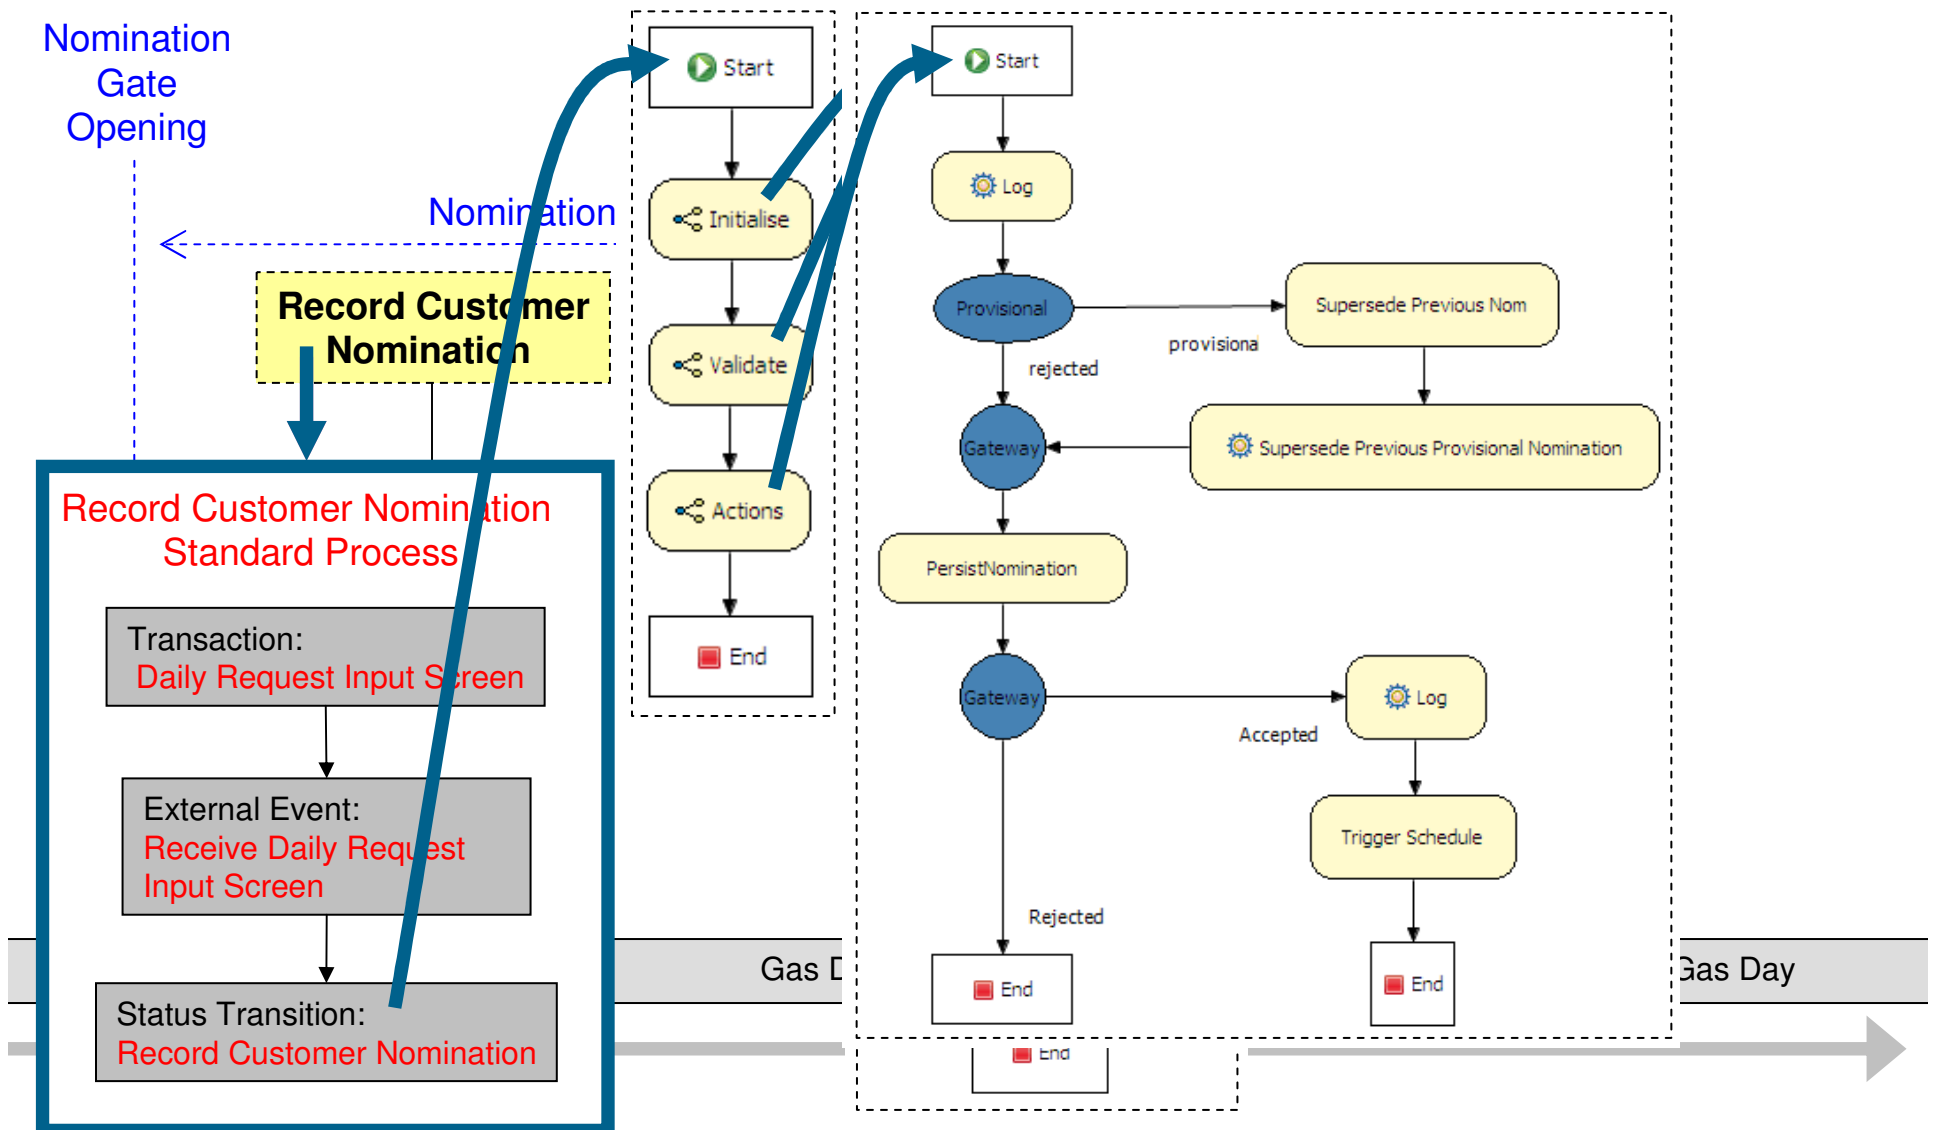 Nomination
Gate
Opening
Nomination
Record Customer
Nomination
Record Customer Nomination
Standard Process
Transaction:
Daily Request Input Screen
External Event:
Receive Daily Request
Input Screen
Status Transition:
Record Customer Nomination
Start
Initialise
Validate
Actions
End
Start
Log
Provisional
provisiona
Supersede Previous Nom
rejected
Gateway
Supersede Previous Provisional Nomination
PersistNomination
Gateway
Accepted
Log
Trigger Schedule
Rejected
End
End
Gas D
Gas Day
End